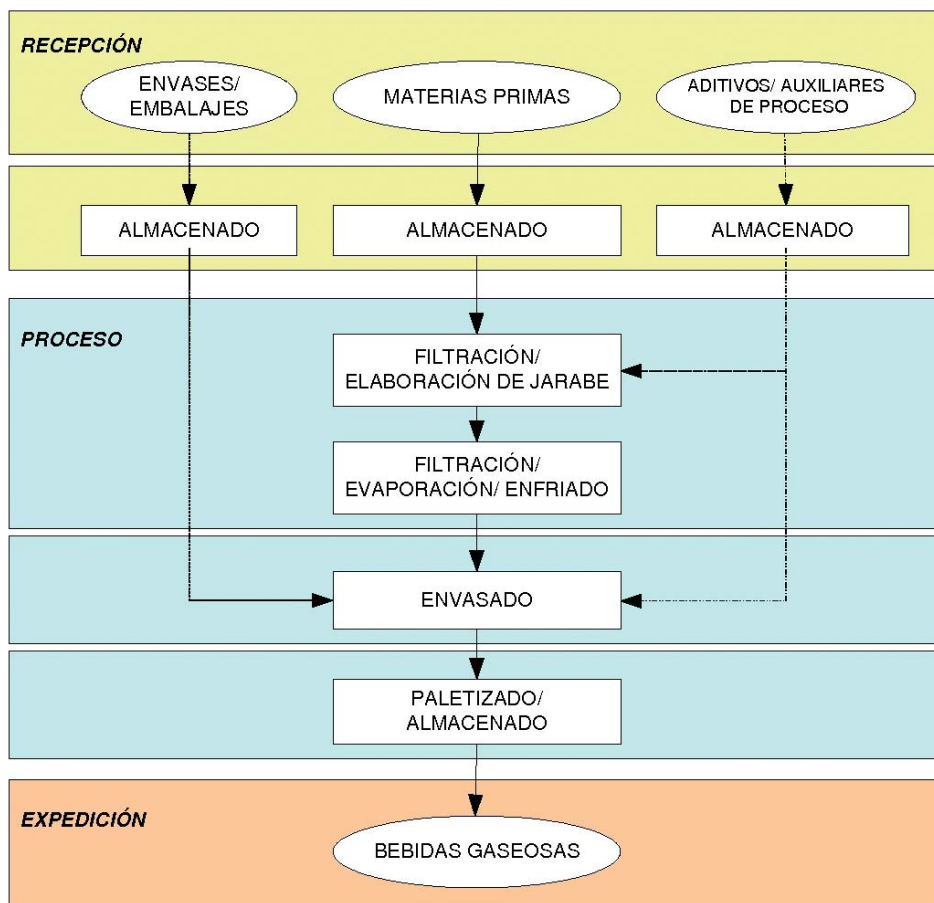 RECEPCIÓN
ENVASES/
EMBALAJES
MATERIAS PRIMAS
ADITIVOS/ AUXILIARES
DE PROCESO
ALMACENADO
ALMACENADO
ALMACENADO
PROCESO
FILTRACIÓN/
ELABORACIÓN DE JARABE
FILTRACIÓN/
EVAPORACIÓN/ ENFRIADO
ENVASADO
PALETIZADO/
ALMACENADO
EXPEDICIÓN
BEBIDAS GASEOSAS